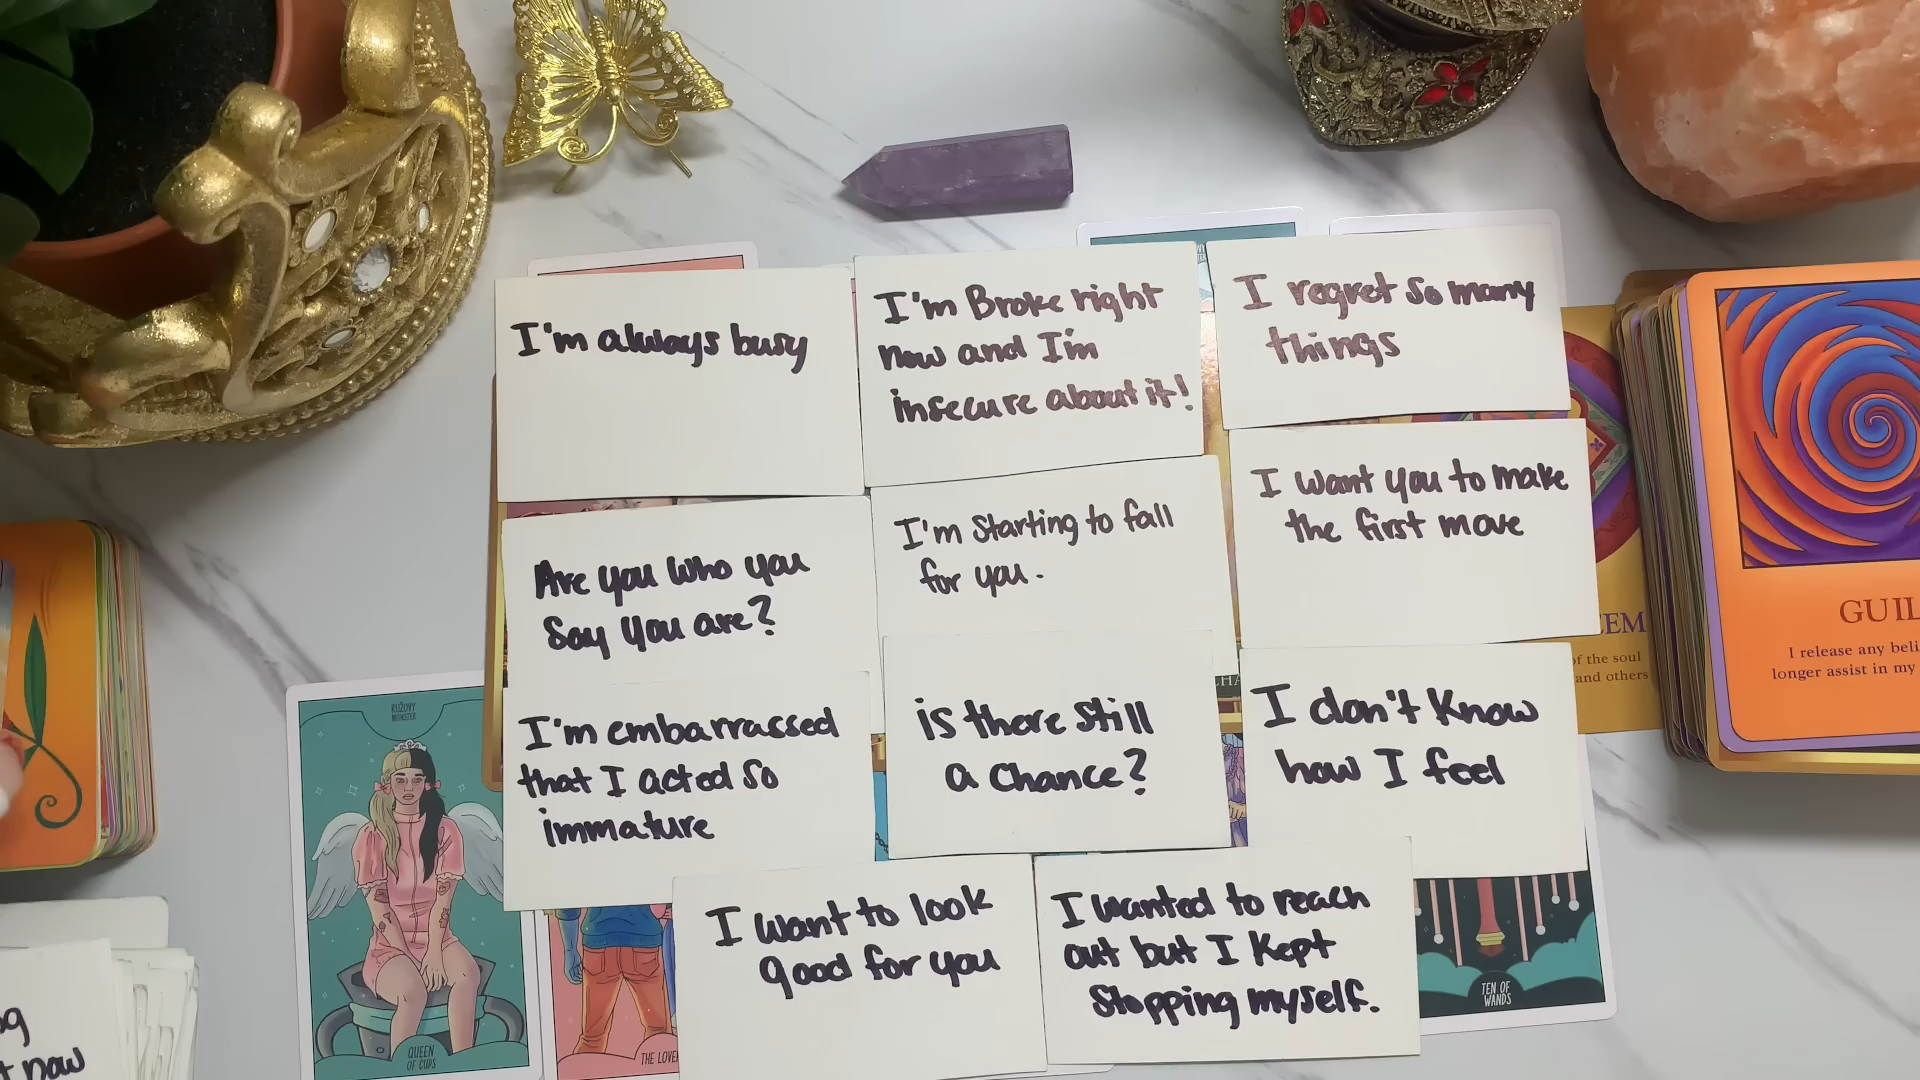 I'm always busy
I'm Broke right
now and I'm
insecure about it!
I regret so many
things
Are you who you
Say you are?
I'm Starting to fall
for you.
I want you to make
the first move
I'm embarrassed
that I acted so
immature
is there still
a chance?
I don't know
how I feel
I want to look
good for you
I wanted to reach
out but I kept
Stopping myself.
RUŽOVÝ
MONSTER
QUEEN
OF CUPS
THE LOVE
TEN OF
WANDS
of the soul
and others
GUIL
I release any beli
longer assist in my
now